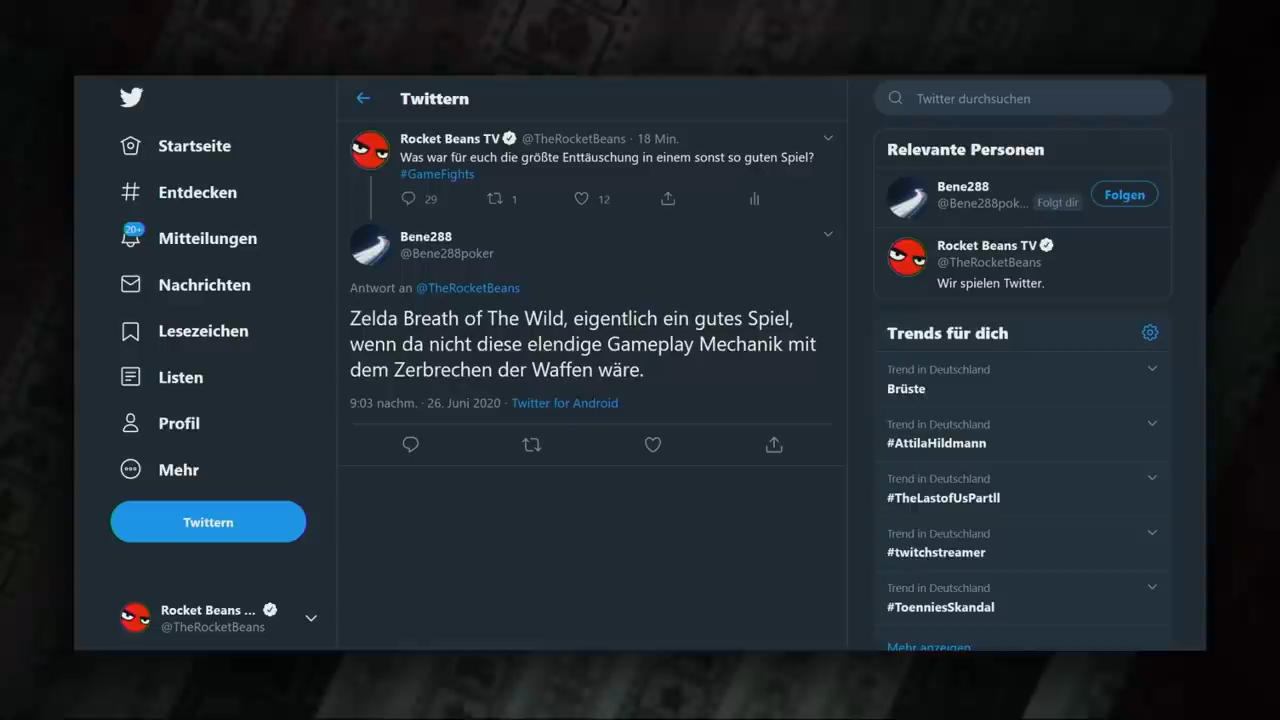 Startseite
Entdecken
20+
Mitteilungen
Nachrichten
Lesezeichen
Listen
Profil
Mehr
Twittern
Rocket Beans ...
@TheRocketBeans
Twittern
Rocket Beans TV @TheRocketBeans · 18 Min.
Was war für euch die größte Enttäuschung in einem sonst so guten Spiel?
#GameFights
29 1 12
Bene288
@Bene288poker
Antwort an @TheRocketBeans
Zelda Breath of The Wild, eigentlich ein gutes Spiel,
wenn da nicht diese elendige Gameplay Mechanik mit
dem Zerbrechen der Waffen wäre.
9:03 nachm. · 26. Juni 2020 · Twitter for Android
Twitter durchsuchen
Relevante Personen
Bene288
@Bene288pok... Folgt dir
Folgen
Rocket Beans TV
@TheRocketBeans
Wir spielen Twitter.
Trends für dich
Trend in Deutschland
Brüste
Trend in Deutschland
#AttilaHildmann
Trend in Deutschland
#TheLastofUsPartII
Trend in Deutschland
#twitchstreamer
Trend in Deutschland
#ToenniesSkandal
Mehr anzeigen